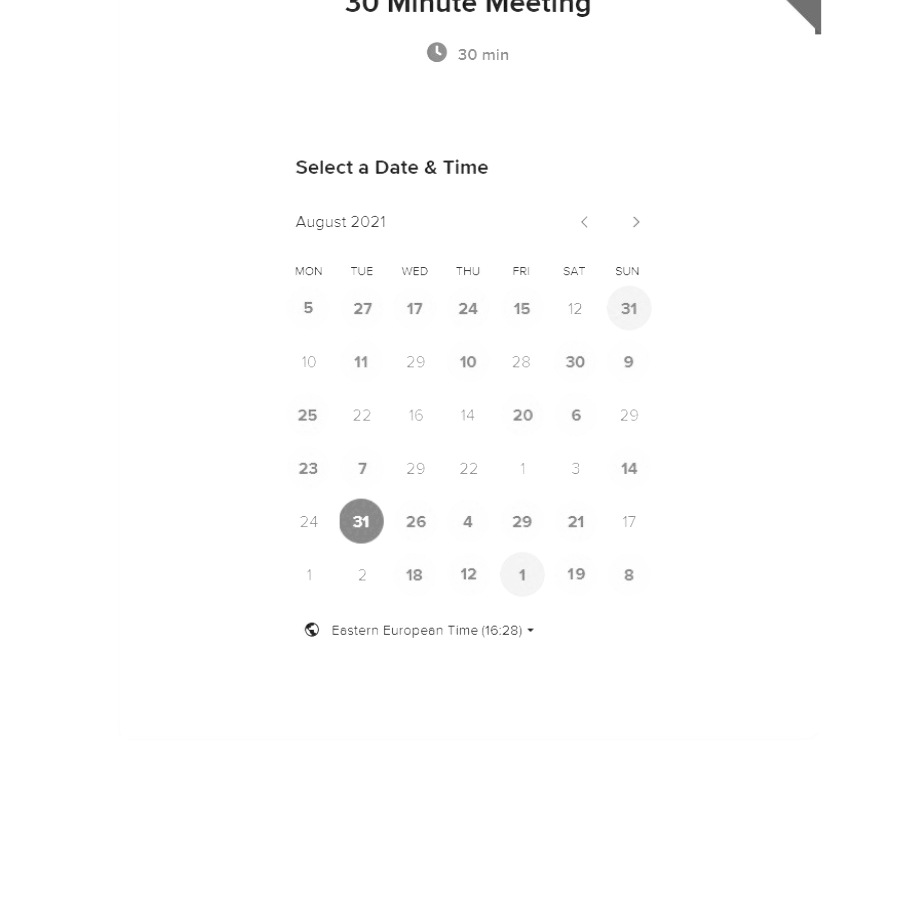 30 Minute Meeting
30 min
Select a Date & Time
August 2021
MON TUE WED THU FRI SAT SUN
5 27 17 24 15 12 31
10 11 29 10 28 30 9
25 22 16 14 20 6 29
23 7 29 22 1 3 14
24 31 26 4 29 21 17
1 2 18 12 1 19 8
Eastern European Time (16:28)